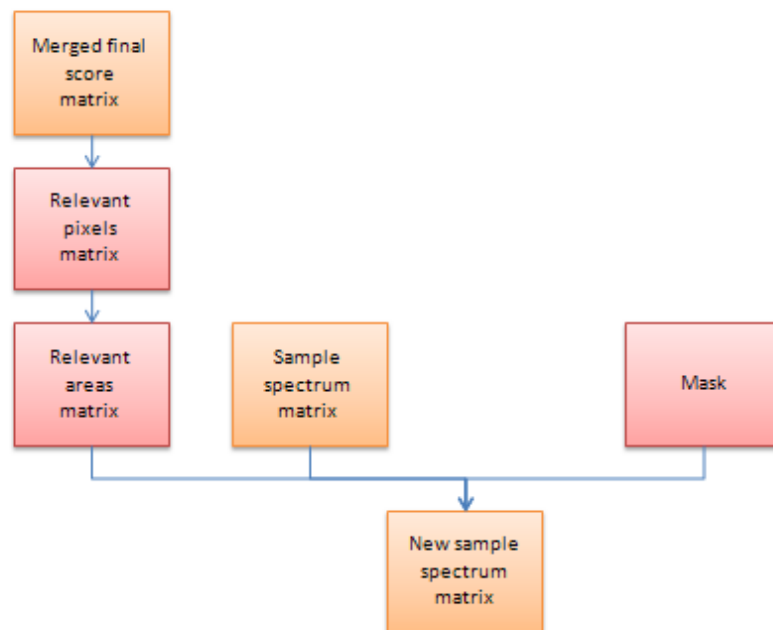 Merged final
score
matrix
Relevant
pixels
matrix
Relevant
areas
matrix
Sample
spectrum
matrix
Mask
New sample
spectrum
matrix